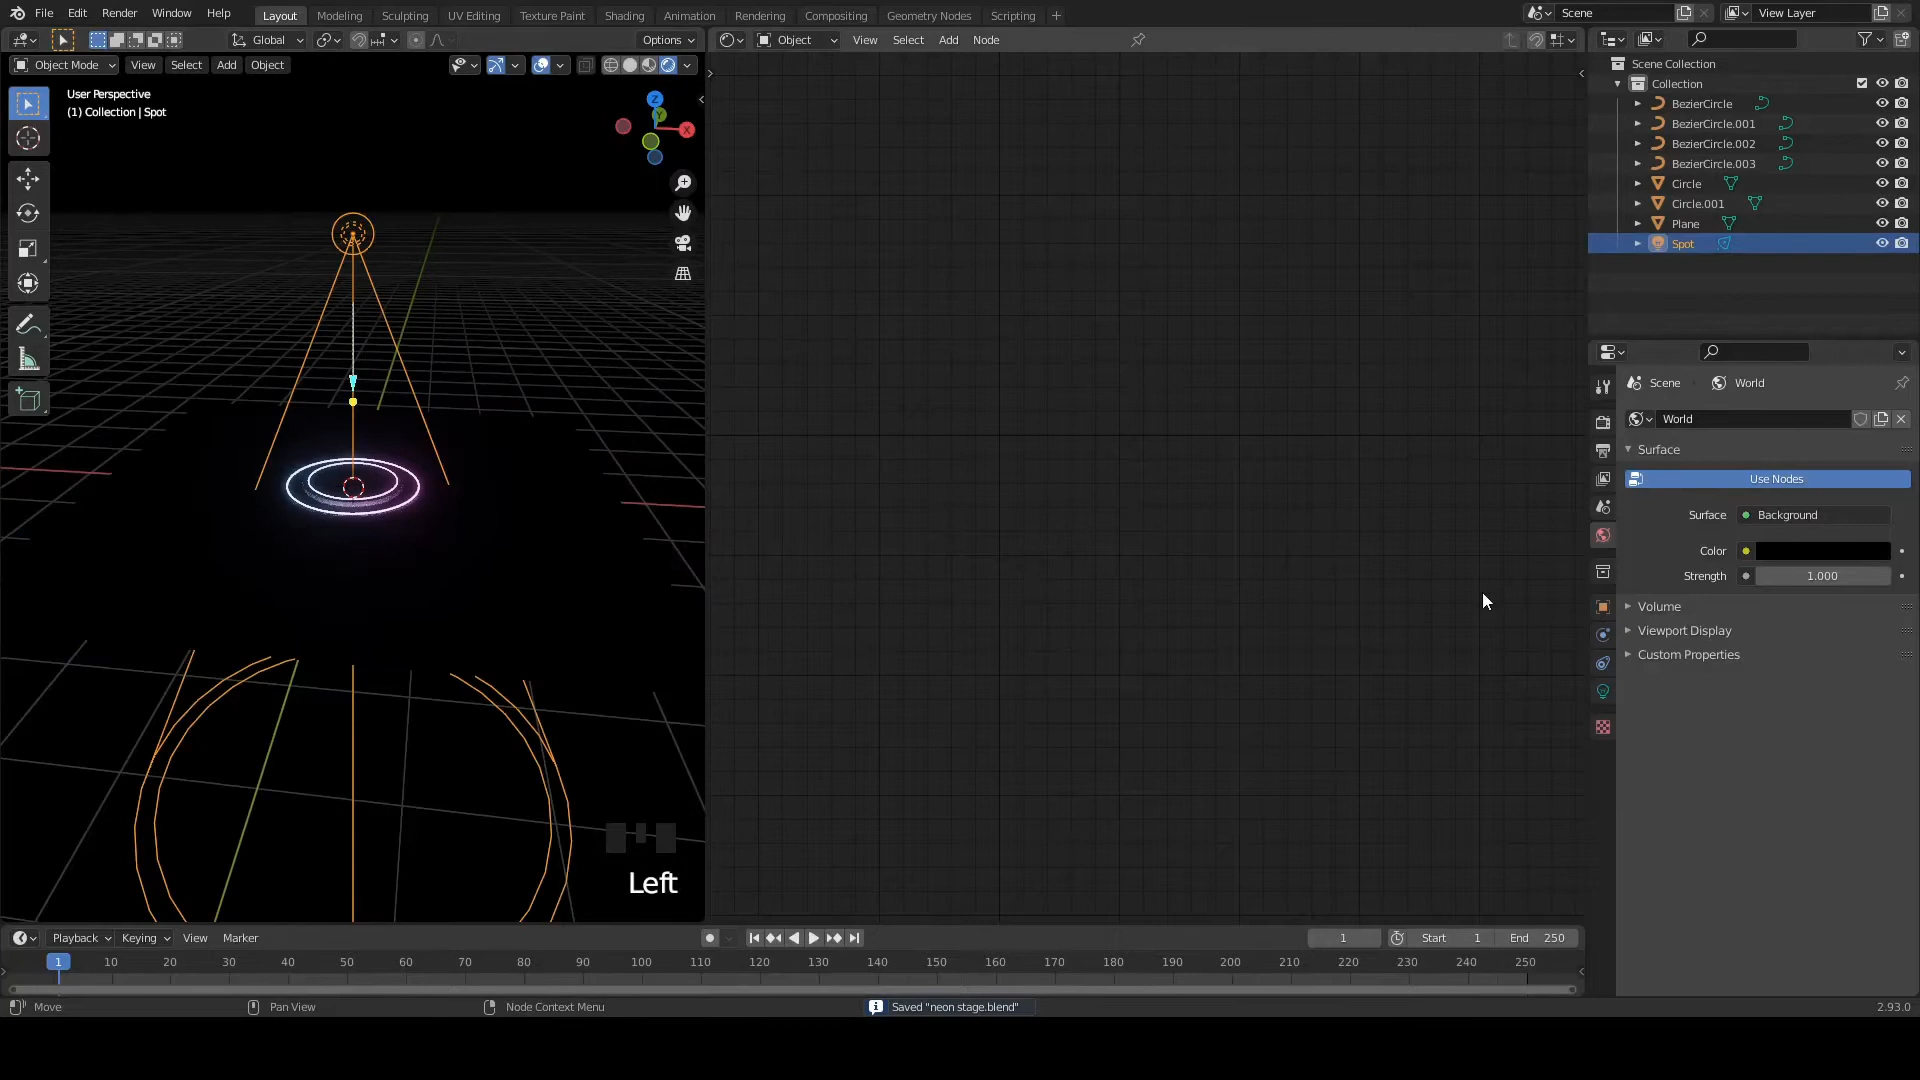 File Edit Render Window Help Layout Modeling Sculpting UV Editing Texture Paint Shading Animation Rendering Compositing Geometry Nodes Scripting + Scene View Layer
Global Options Object View Select Add Node
Object Mode View Select Add Object
User Perspective
(1) Collection | Spot
Z
Y
X
Left
Scene Collection
Collection
BezierCircle
BezierCircle.001
BezierCircle.002
BezierCircle.003
Circle
Circle.001
Plane
Spot
Scene World
World
Surface
Use Nodes
Surface Background
Color
Strength 1.000
Volume
Viewport Display
Custom Properties
Playback Keying View Marker 1 Start 1 End 250
1 10 20 30 40 50 60 70 80 90 100 110 120 130 140 150 160 170 180 190 200 210 220 230 240 250
Move Pan View Node Context Menu Saved "neon stage.blend" 2.93.0